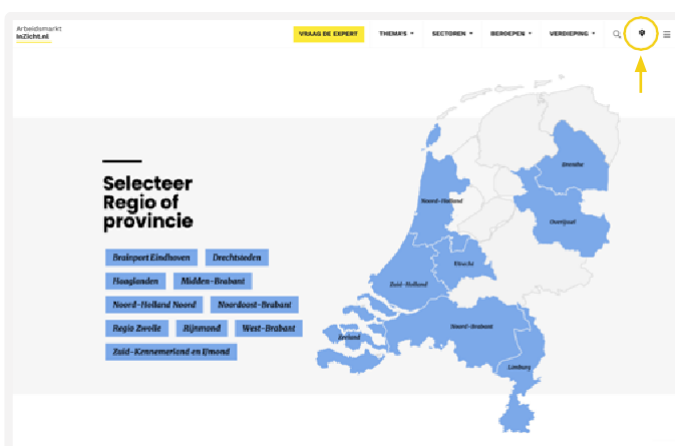 Arbeidsmarkt
InZicht.nl
VRAAG DE EXPERT THEMA'S SECTOREN BEROEPEN VERDIEPING
Selecteer
Regio of
provincie
Brainport Eindhoven Drechtsteden
Haaglanden Midden-Brabant
Noord-Holland Noord Noordoost-Brabant
Regio Zwolle Rijnmond West-Brabant
Zuid-Kennemerland en IJmond
Drenthe
Noord-Holland
Overijssel
Utrecht
Zuid-Holland
Noord-Brabant
Zeeland
Limburg